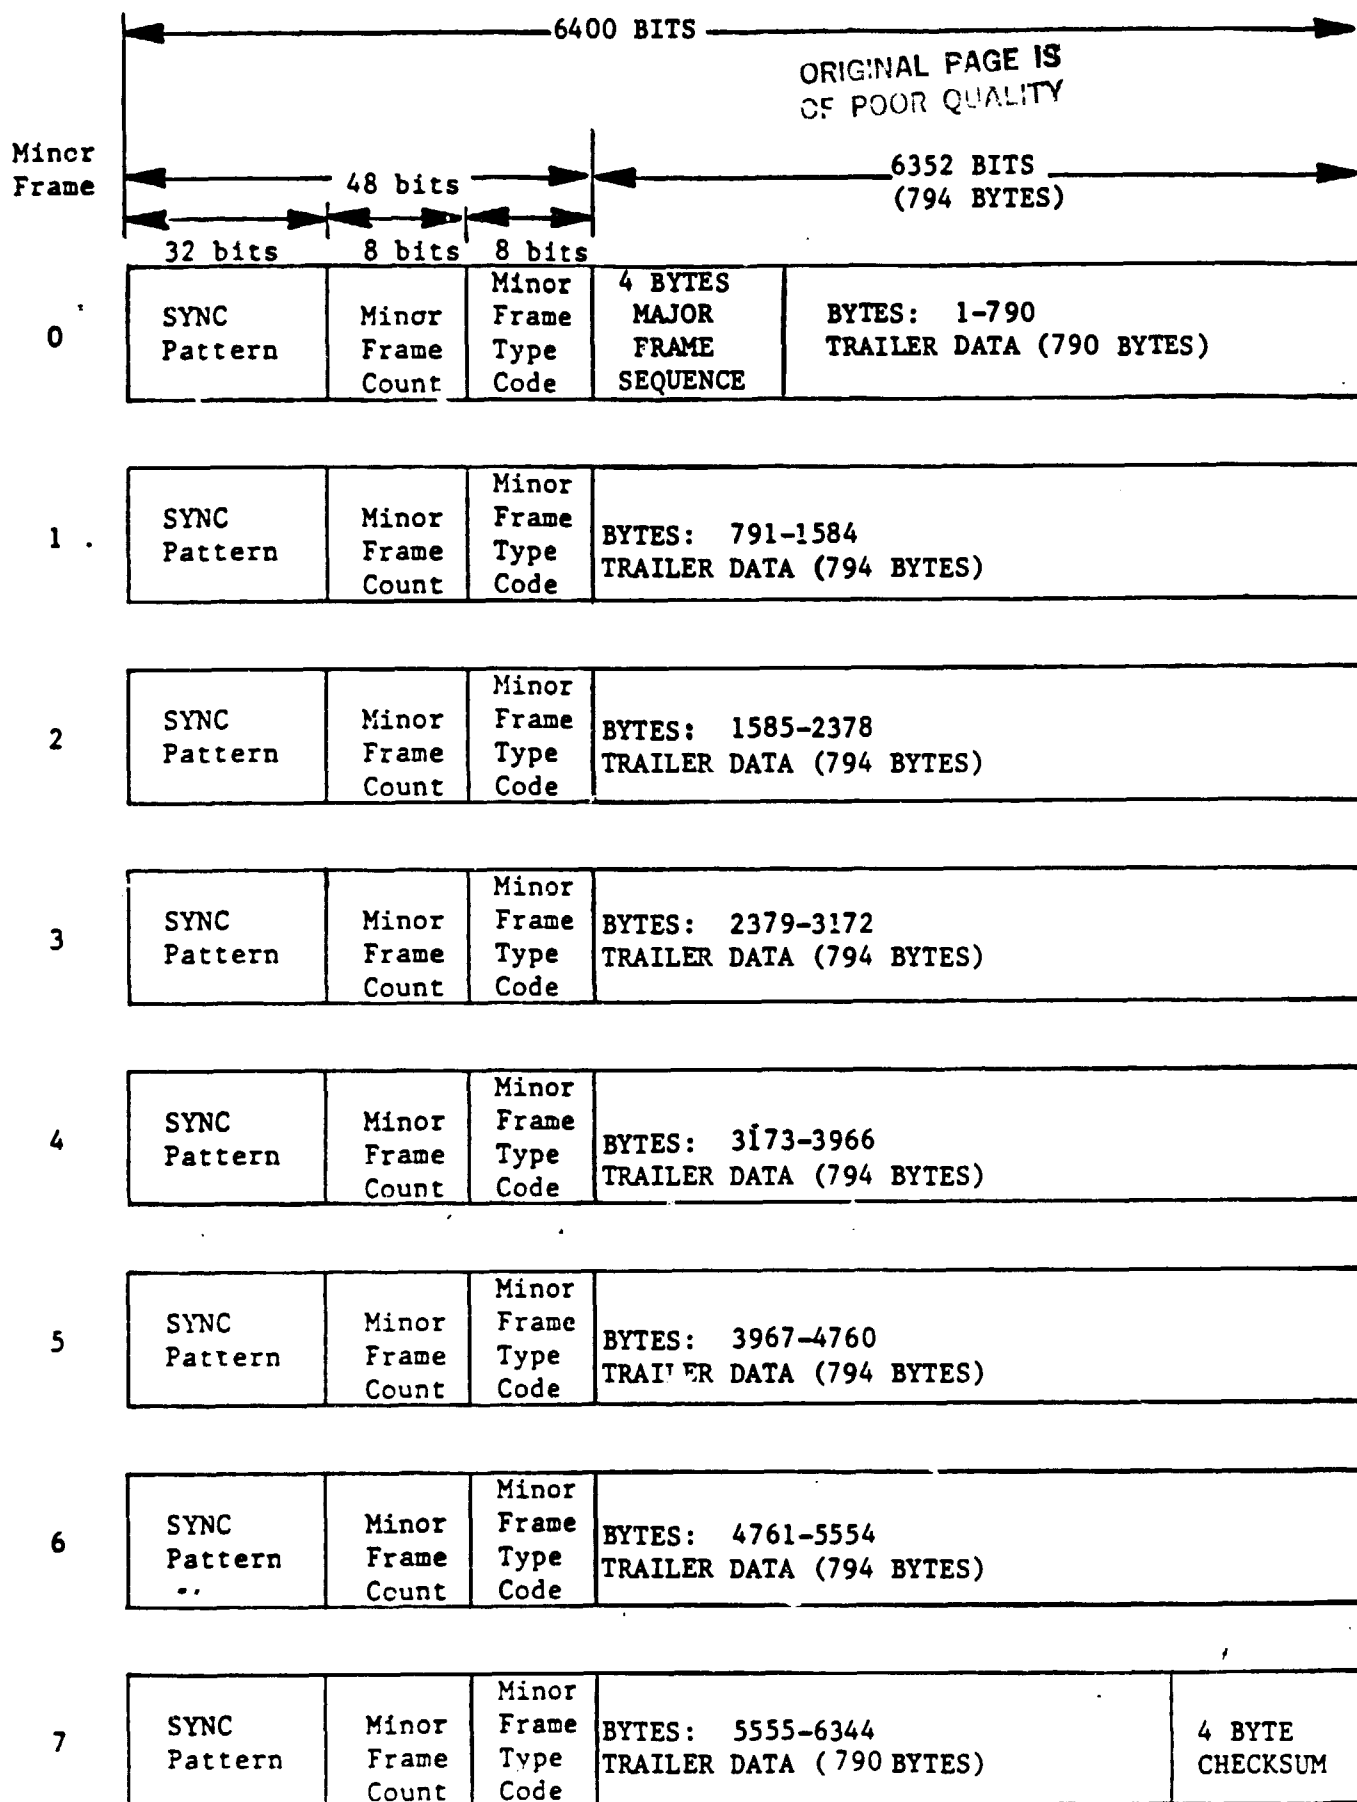 6400 BITS
ORIGINAL PAGE IS
OF POOR QUALITY
Minor
Frame
48 bits
6352 BITS
(794 BYTES)
32 bits 8 bits 8 bits
0
SYNC
Pattern
Minor
Frame
Count
Minor
Frame
Type
Code
4 BYTES
MAJOR
FRAME
SEQUENCE
BYTES: 1-790
TRAILER DATA (790 BYTES)
1
SYNC
Pattern
Minor
Frame
Count
Minor
Frame
Type
Code
BYTES: 791-1584
TRAILER DATA (794 BYTES)
2
SYNC
Pattern
Minor
Frame
Count
Minor
Frame
Type
Code
BYTES: 1585-2378
TRAILER DATA (794 BYTES)
3
SYNC
Pattern
Minor
Frame
Count
Minor
Frame
Type
Code
BYTES: 2379-3172
TRAILER DATA (794 BYTES)
4
SYNC
Pattern
Minor
Frame
Count
Minor
Frame
Type
Code
BYTES: 3173-3966
TRAILER DATA (794 BYTES)
5
SYNC
Pattern
Minor
Frame
Count
Minor
Frame
Type
Code
BYTES: 3967-4760
TRAILER DATA (794 BYTES)
6
SYNC
Pattern
Minor
Frame
Count
Minor
Frame
Type
Code
BYTES: 4761-5554
TRAILER DATA (794 BYTES)
7
SYNC
Pattern
Minor
Frame
Count
Minor
Frame
Type
Code
BYTES: 5555-6344
TRAILER DATA (790 BYTES)
4 BYTE
CHECKSUM